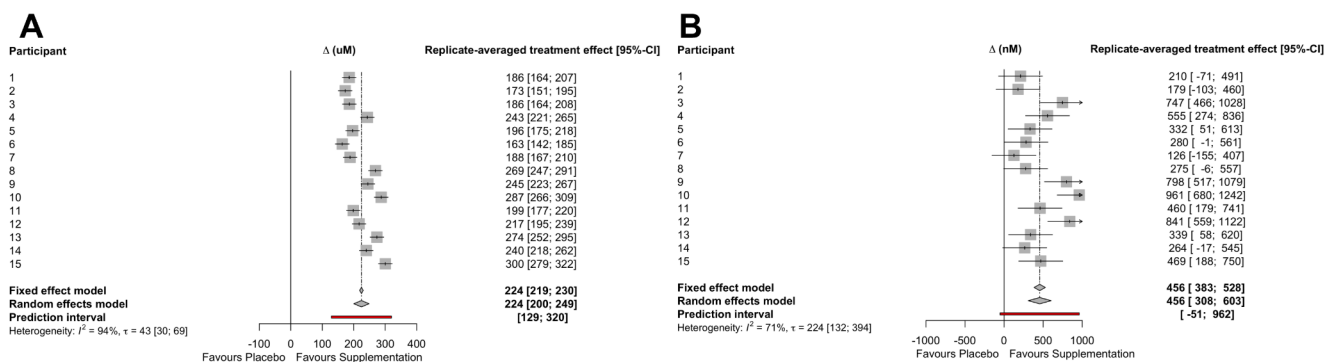 A
Participant Δ (uM) Replicate-averaged treatment effect [95%-CI]
1 186 [164; 207]
2 173 [151; 195]
3 186 [164; 208]
4 243 [221; 265]
5 196 [175; 218]
6 163 [142; 185]
7 188 [167; 210]
8 269 [247; 291]
9 245 [223; 267]
10 287 [266; 309]
11 199 [177; 220]
12 217 [195; 239]
13 274 [252; 295]
14 240 [218; 262]
15 300 [279; 322]
Fixed effect model 224 [219; 230]
Random effects model 224 [200; 249]
Prediction interval [129; 320]
Heterogeneity: I² = 94%, τ = 43 [30; 69]
-100 0 100 200 300 400
Favours Placebo Favours Supplementation
B
Participant Δ (nM) Replicate-averaged treatment effect [95%-CI]
1 210 [ -71; 491]
2 179 [-103; 460]
3 747 [ 466; 1028]
4 555 [ 274; 836]
5 332 [ 51; 613]
6 280 [ -1; 561]
7 126 [-155; 407]
8 275 [ -6; 557]
9 798 [ 517; 1079]
10 961 [ 680; 1242]
11 460 [ 179; 741]
12 841 [ 559; 1122]
13 339 [ 58; 620]
14 264 [ -17; 545]
15 469 [ 188; 750]
Fixed effect model 456 [ 383; 528]
Random effects model 456 [ 308; 603]
Prediction interval [ -51; 962]
Heterogeneity: I² = 71%, τ = 224 [132; 394]
-1000 -500 0 500 1000
Favours Placebo Favours Supplementation